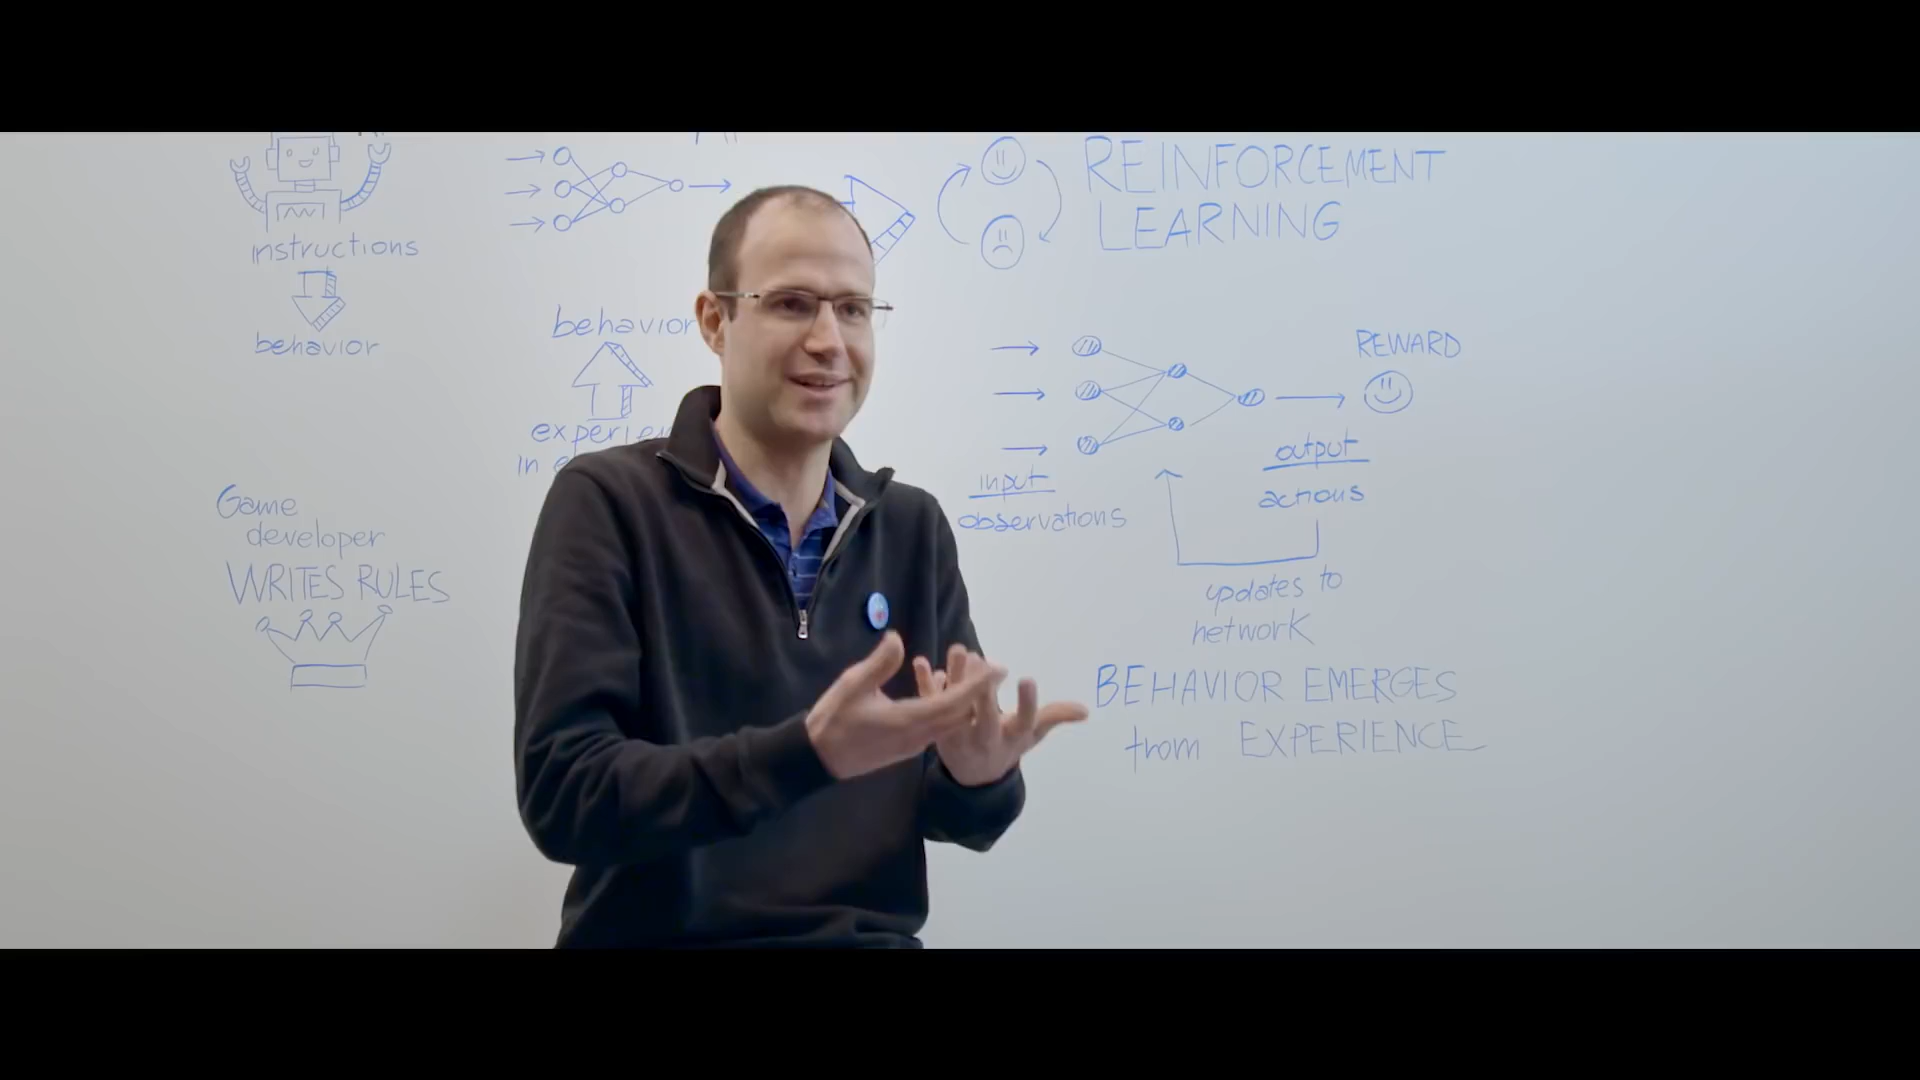 instructions
behavior
Game
developer
WRITES RULES
behavior
in
REINFORCEMENT
LEARNING
REWARD
output
actions
input
observations
updates to
network
BEHAVIOR EMERGES
from EXPERIENCE